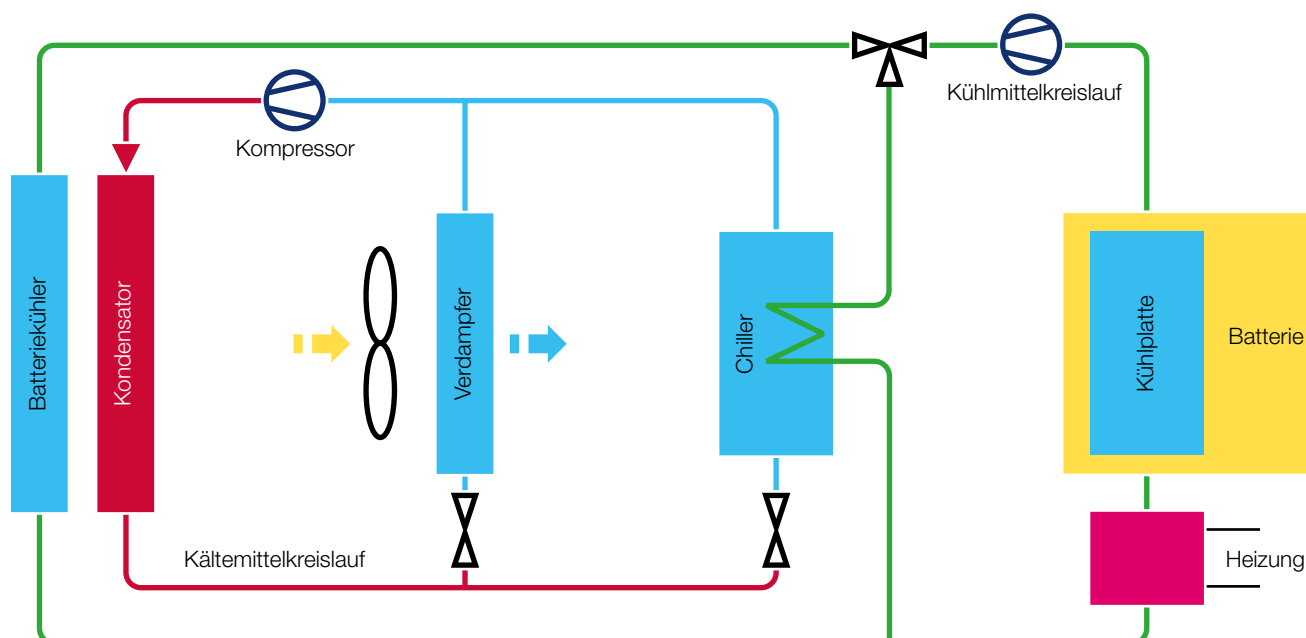 Kühlmittelkreislauf
Kompressor
Batteriekühler
Kondensator
Verdampfer
Chiller
Kühlplatte
Batterie
Kältemittelkreislauf
Heizung